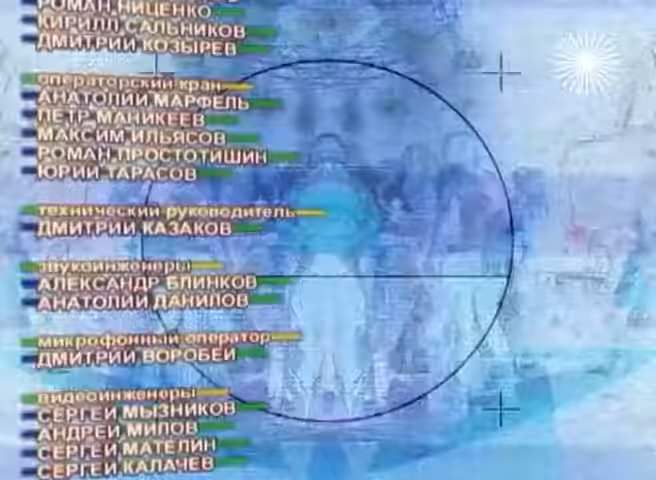 РОМАН НИЦЕНКО
КИРИЛЛ САЛЬНИКОВ
ДМИТРИЙ КОЗЫРЕВ
операторский кран
АНАТОЛИЙ МАРФЕЛЬ
ПЕТР МАНИКЕЕВ
МАКСИМ ИЛЬЯСОВ
РОМАН ПРОСТОТИШИН
ЮРИЙ ТАРАСОВ
технический руководитель
ДМИТРИЙ КАЗАКОВ
звукоинженеры
АЛЕКСАНДР БЛИНКОВ
АНАТОЛИЙ ДАНИЛОВ
микрофонный оператор
ДМИТРИЙ ВОРОБЕЙ
видеоинженеры
СЕРГЕЙ МЫЗНИКОВ
АНДРЕЙ МИЛОВ
СЕРГЕЙ МАТЕЛИН
СЕРГЕЙ КАЛАЧЕВ